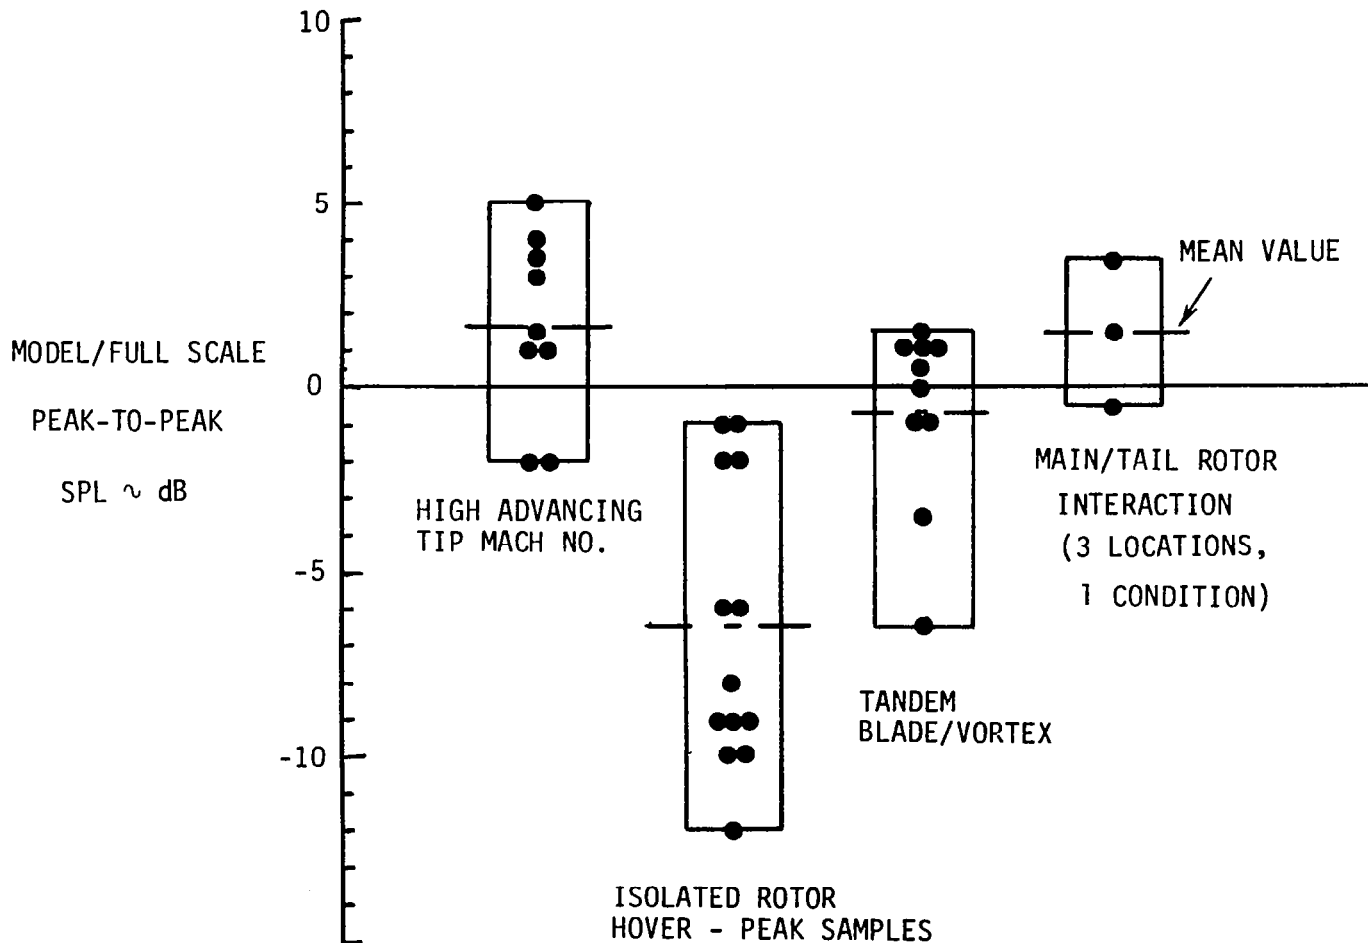 10
5
0
-5
-10
MODEL/FULL SCALE
PEAK-TO-PEAK
SPL ~ dB
HIGH ADVANCING
TIP MACH NO.
ISOLATED ROTOR
HOVER - PEAK SAMPLES
TANDEM
BLADE/VORTEX
MEAN VALUE
MAIN/TAIL ROTOR
INTERACTION
(3 LOCATIONS,
1 CONDITION)